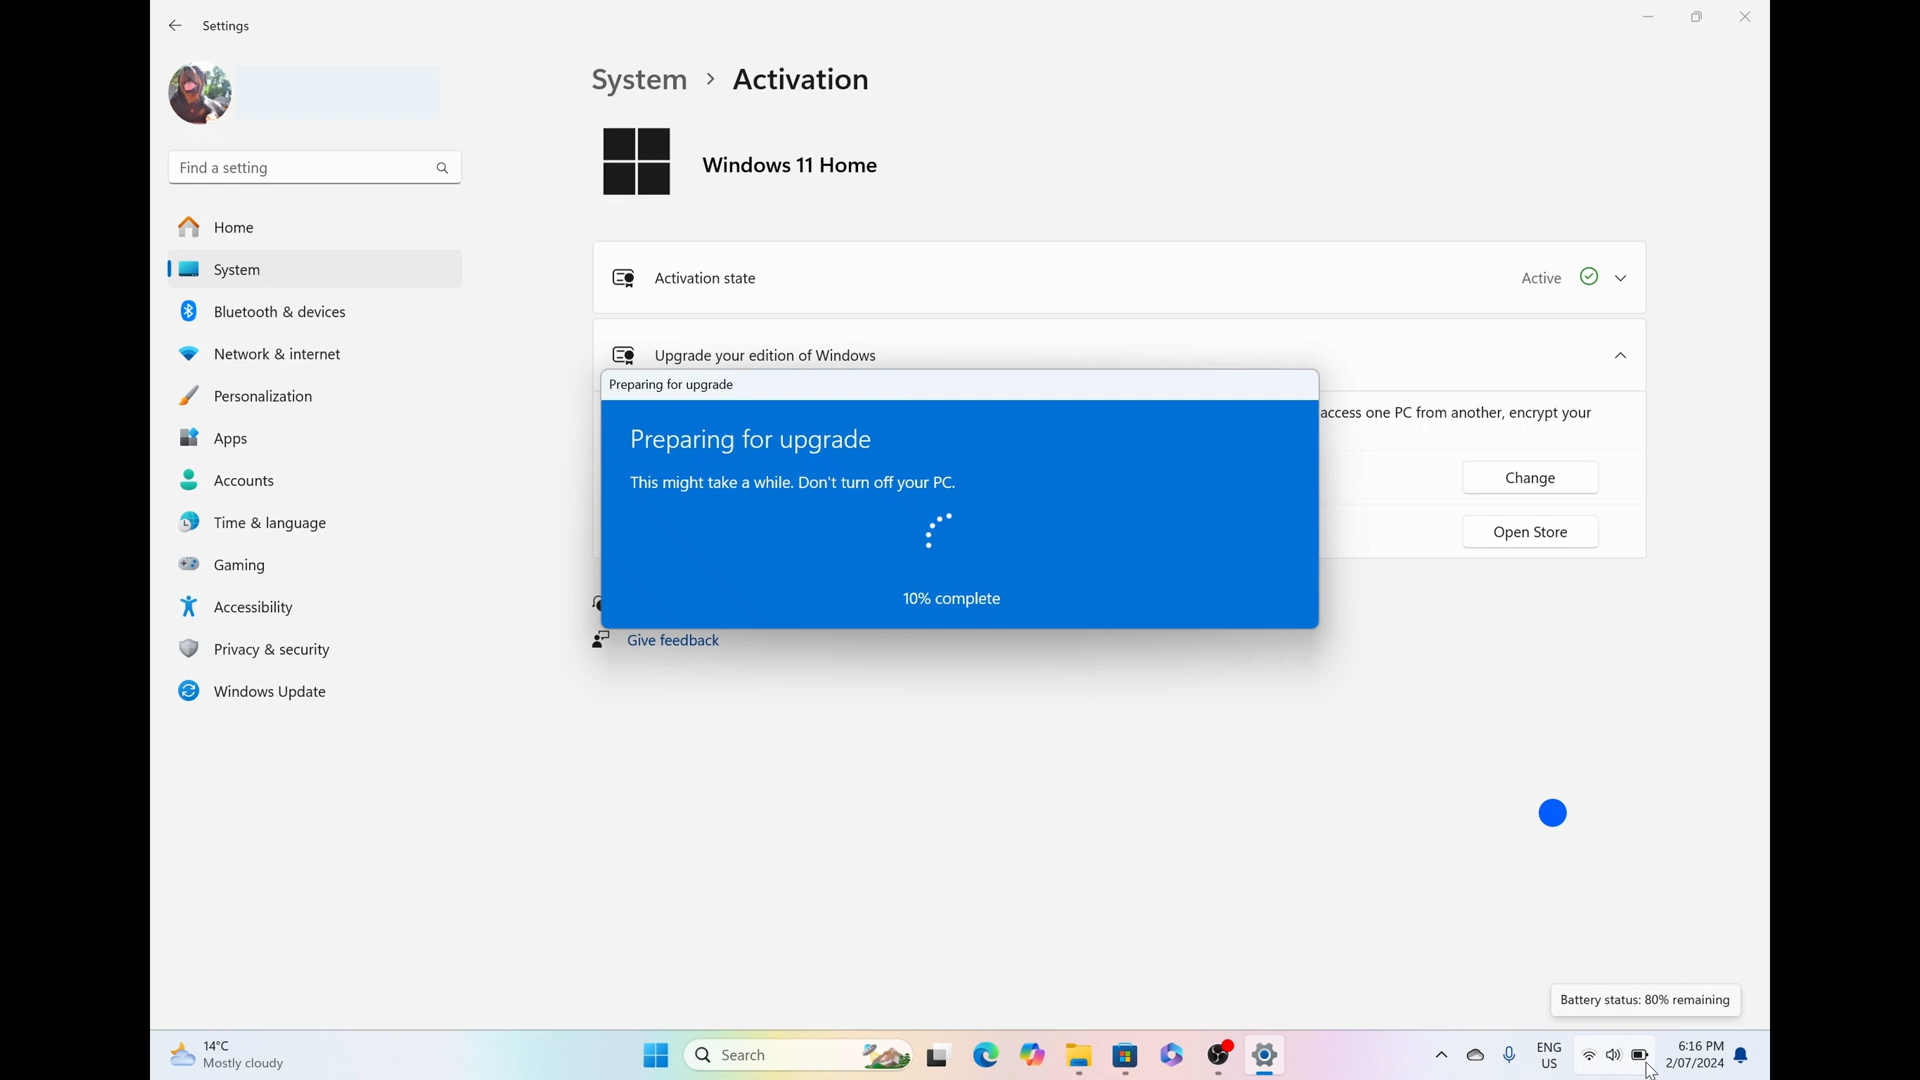 Settings
System > Activation
Windows 11 Home
Find a setting
Home
System
Bluetooth & devices
Network & internet
Personalization
Apps
Accounts
Time & language
Gaming
Accessibility
Privacy & security
Windows Update
Activation state
Active
Upgrade your edition of Windows
access one PC from another, encrypt your
Change
Open Store
Preparing for upgrade
Preparing for upgrade
This might take a while. Don't turn off your PC.
10% complete
Give feedback
Battery status: 80% remaining
14°C
Mostly cloudy
Search
ENG
US
6:16 PM
2/07/2024